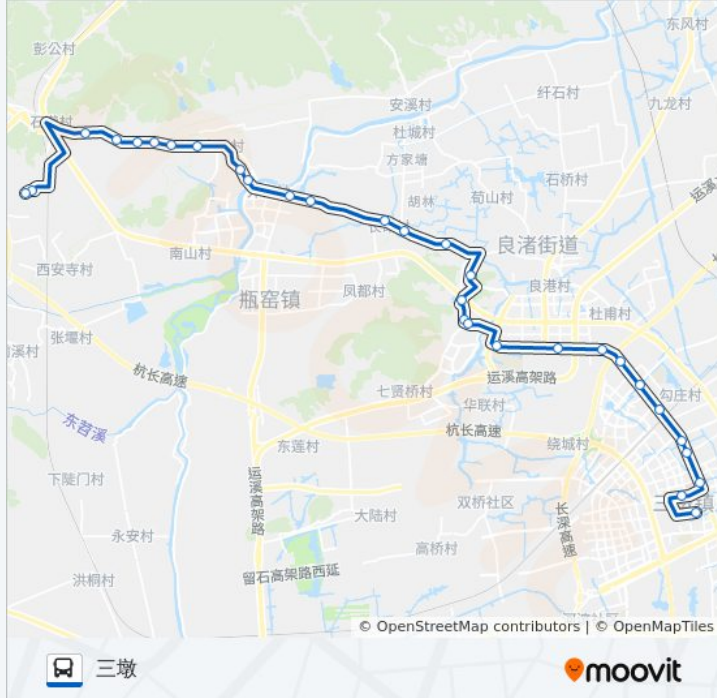 东风村
彭公村
纤石村
安溪村
九龙村
杜城村
方家塘
石桥村
胡林
荀山村
良渚街道
南山村
西安寺村
良港村
凤都村
瓶窑镇
杜甫村
张堰村
杭长高速
七贤桥村
运溪高架路
华联村
勾庄村
东苕溪
杭长高速
东莲村
绕城村
下陡门村
运溪高架路
双桥社区
大陆村
长深高速
永安村
高桥村
留石高架路西延
洪桐村
© OpenStreetMap contributors | © OpenMapTiles
三墩
moovit